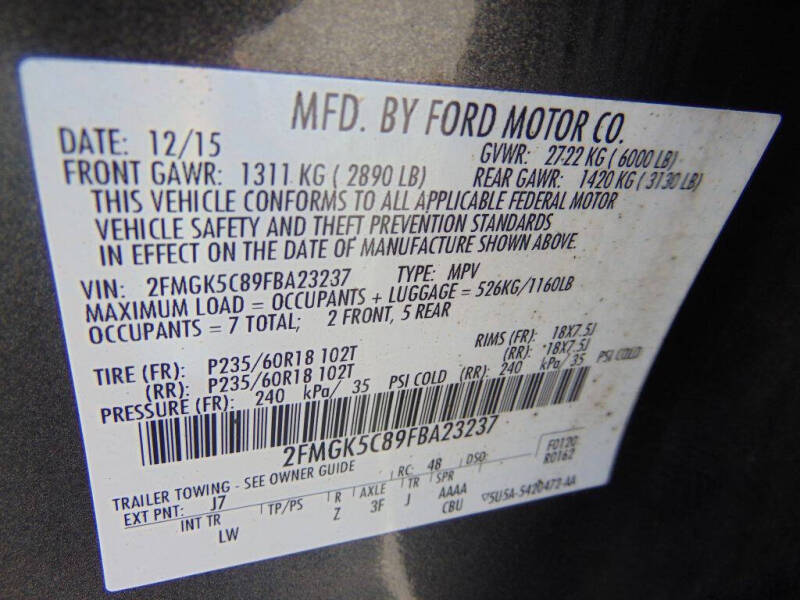 MFD. BY FORD MOTOR CO.
DATE: 12/15 GVWR: 2722 KG ( 6000 LB)
FRONT GAWR: 1311 KG ( 2890 LB) REAR GAWR: 1420 KG ( 3130 LB)
THIS VEHICLE CONFORMS TO ALL APPLICABLE FEDERAL MOTOR
VEHICLE SAFETY AND THEFT PREVENTION STANDARDS
IN EFFECT ON THE DATE OF MANUFACTURE SHOWN ABOVE.
VIN: 2FMGK5C89FBA23237 TYPE: MPV
MAXIMUM LOAD = OCCUPANTS + LUGGAGE = 526KG/1160LB
OCCUPANTS = 7 TOTAL; 2 FRONT, 5 REAR
TIRE (FR): P235/60R18 102T RIMS (FR): 18X7.5J
(RR): P235/60R18 102T (RR): 18X7.5J
PRESSURE (FR): 240 kPa/ 35 PSI COLD (RR): 240 kPa/ 35 PSI COLD
2FMGK5C89FBA23237
TRAILER TOWING - SEE OWNER GUIDE RC: 48 DSO: F0120
EXT PNT: J7 R0162
INT TR TP/PS R AXLE TR SPR
LW Z 3F J AAAA
CBU 5U5A-5420472-AA